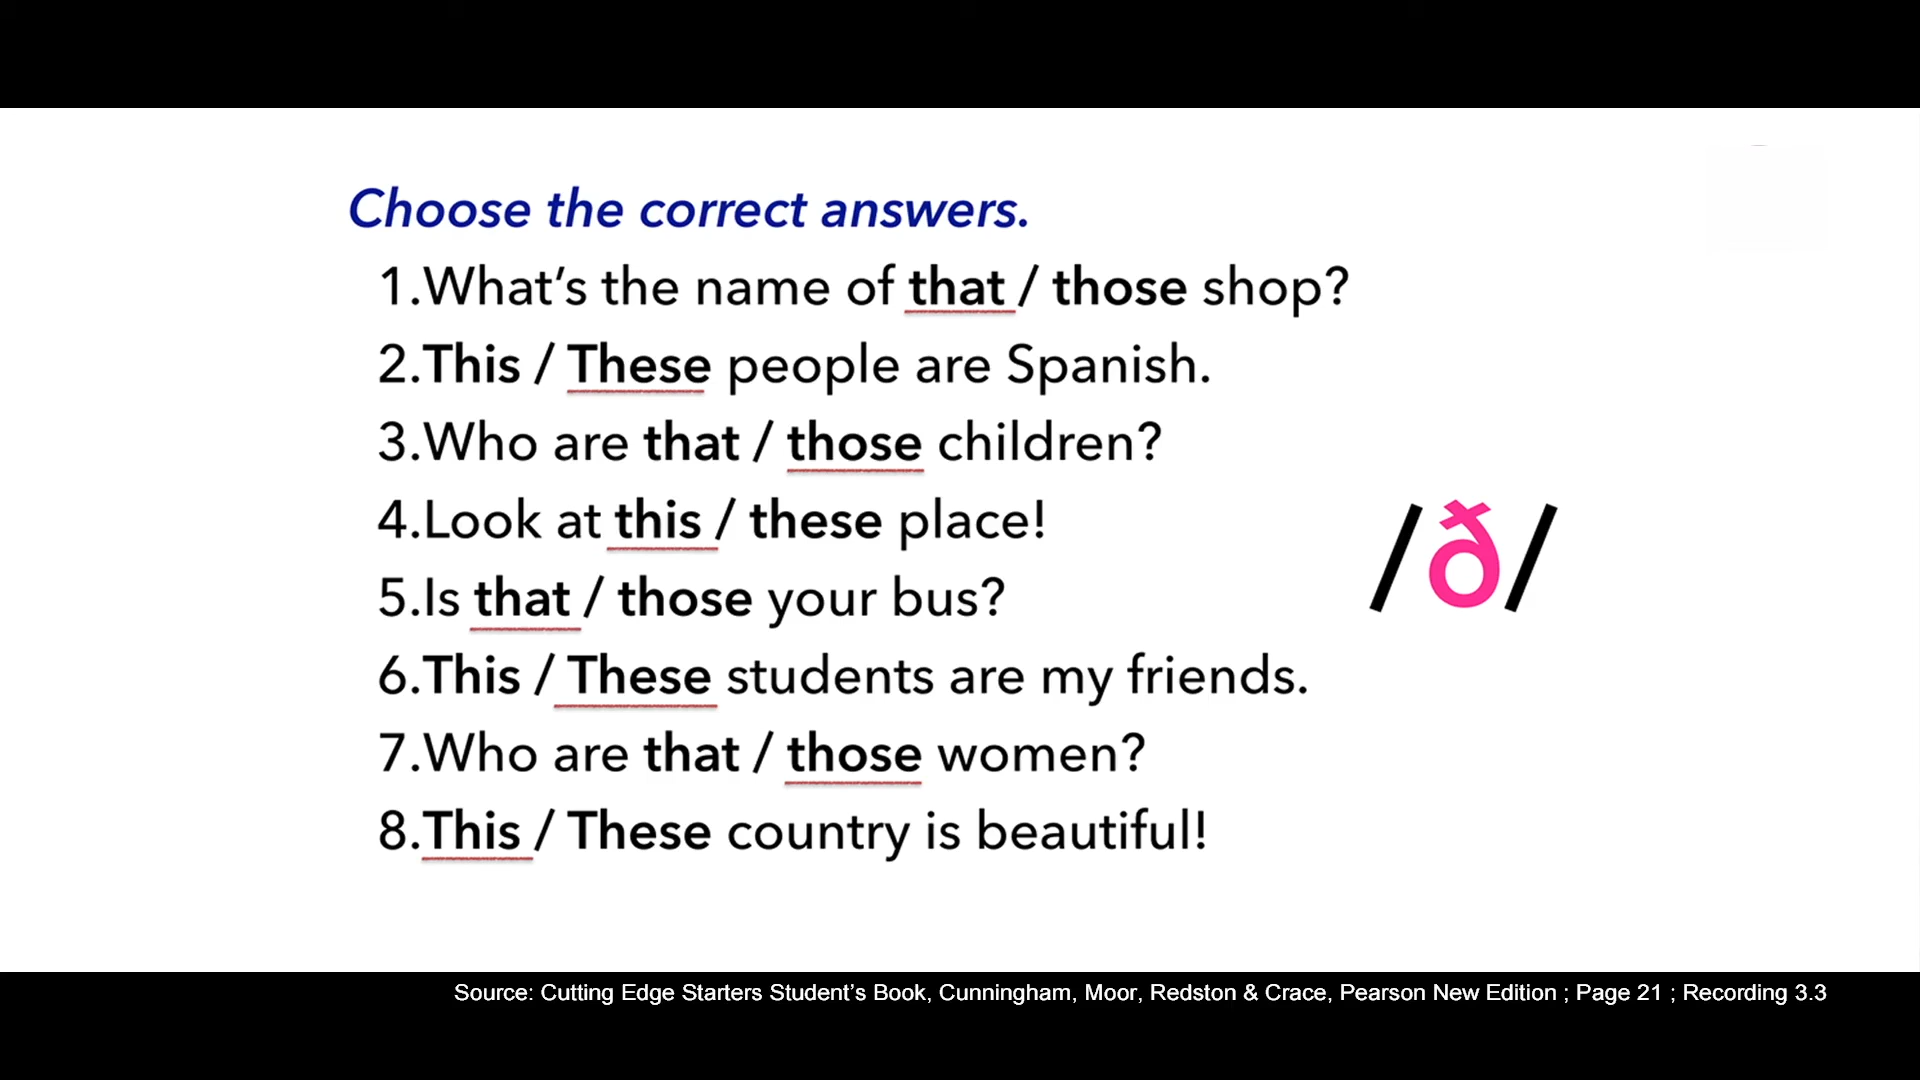 Choose the correct answers.
1.What's the name of that / those shop?
2.This / These people are Spanish.
3.Who are that / those children?
4.Look at this / these place!
5.Is that / those your bus?
/ð/
6.This / These students are my friends.
7.Who are that / those women?
8.This / These country is beautiful!
Source: Cutting Edge Starters Student's Book, Cunningham, Moor, Redston & Crace, Pearson New Edition ; Page 21 ; Recording 3.3